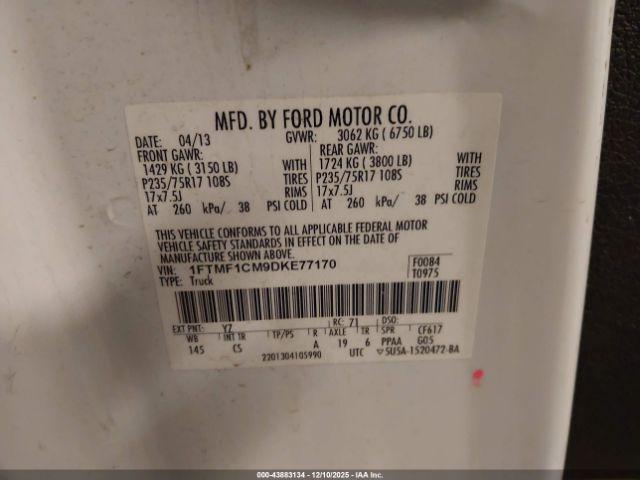 MFD. BY FORD MOTOR CO.
DATE: 04/13 GVWR: 3062 KG ( 6750 LB)
FRONT GAWR: REAR GAWR:
1429 KG ( 3150 LB) WITH 1724 KG ( 3800 LB) WITH
P235/75R17 108S TIRES P235/75R17 108S TIRES
17x7.5J RIMS 17x7.5J RIMS
AT 260 kPa/ 38 PSI COLD AT 260 kPa/ 38 PSI COLD
THIS VEHICLE CONFORMS TO ALL APPLICABLE FEDERAL MOTOR
VEHICLE SAFETY STANDARDS IN EFFECT ON THE DATE OF
MANUFACTURE SHOWN ABOVE.
VIN: 1FTMF1CM9DKE77170 F0084
TYPE: Truck T0975
EXT PNT: YZ RC: 71 DSO:
WB INT TR TP/PS R AXLE TR SPR CF617
145 CS A 19 6 PPAA G05
2201304105990 UTC 5U5A-1520472-BA
000-43883134 - 12/10/2025 - IAA Inc.